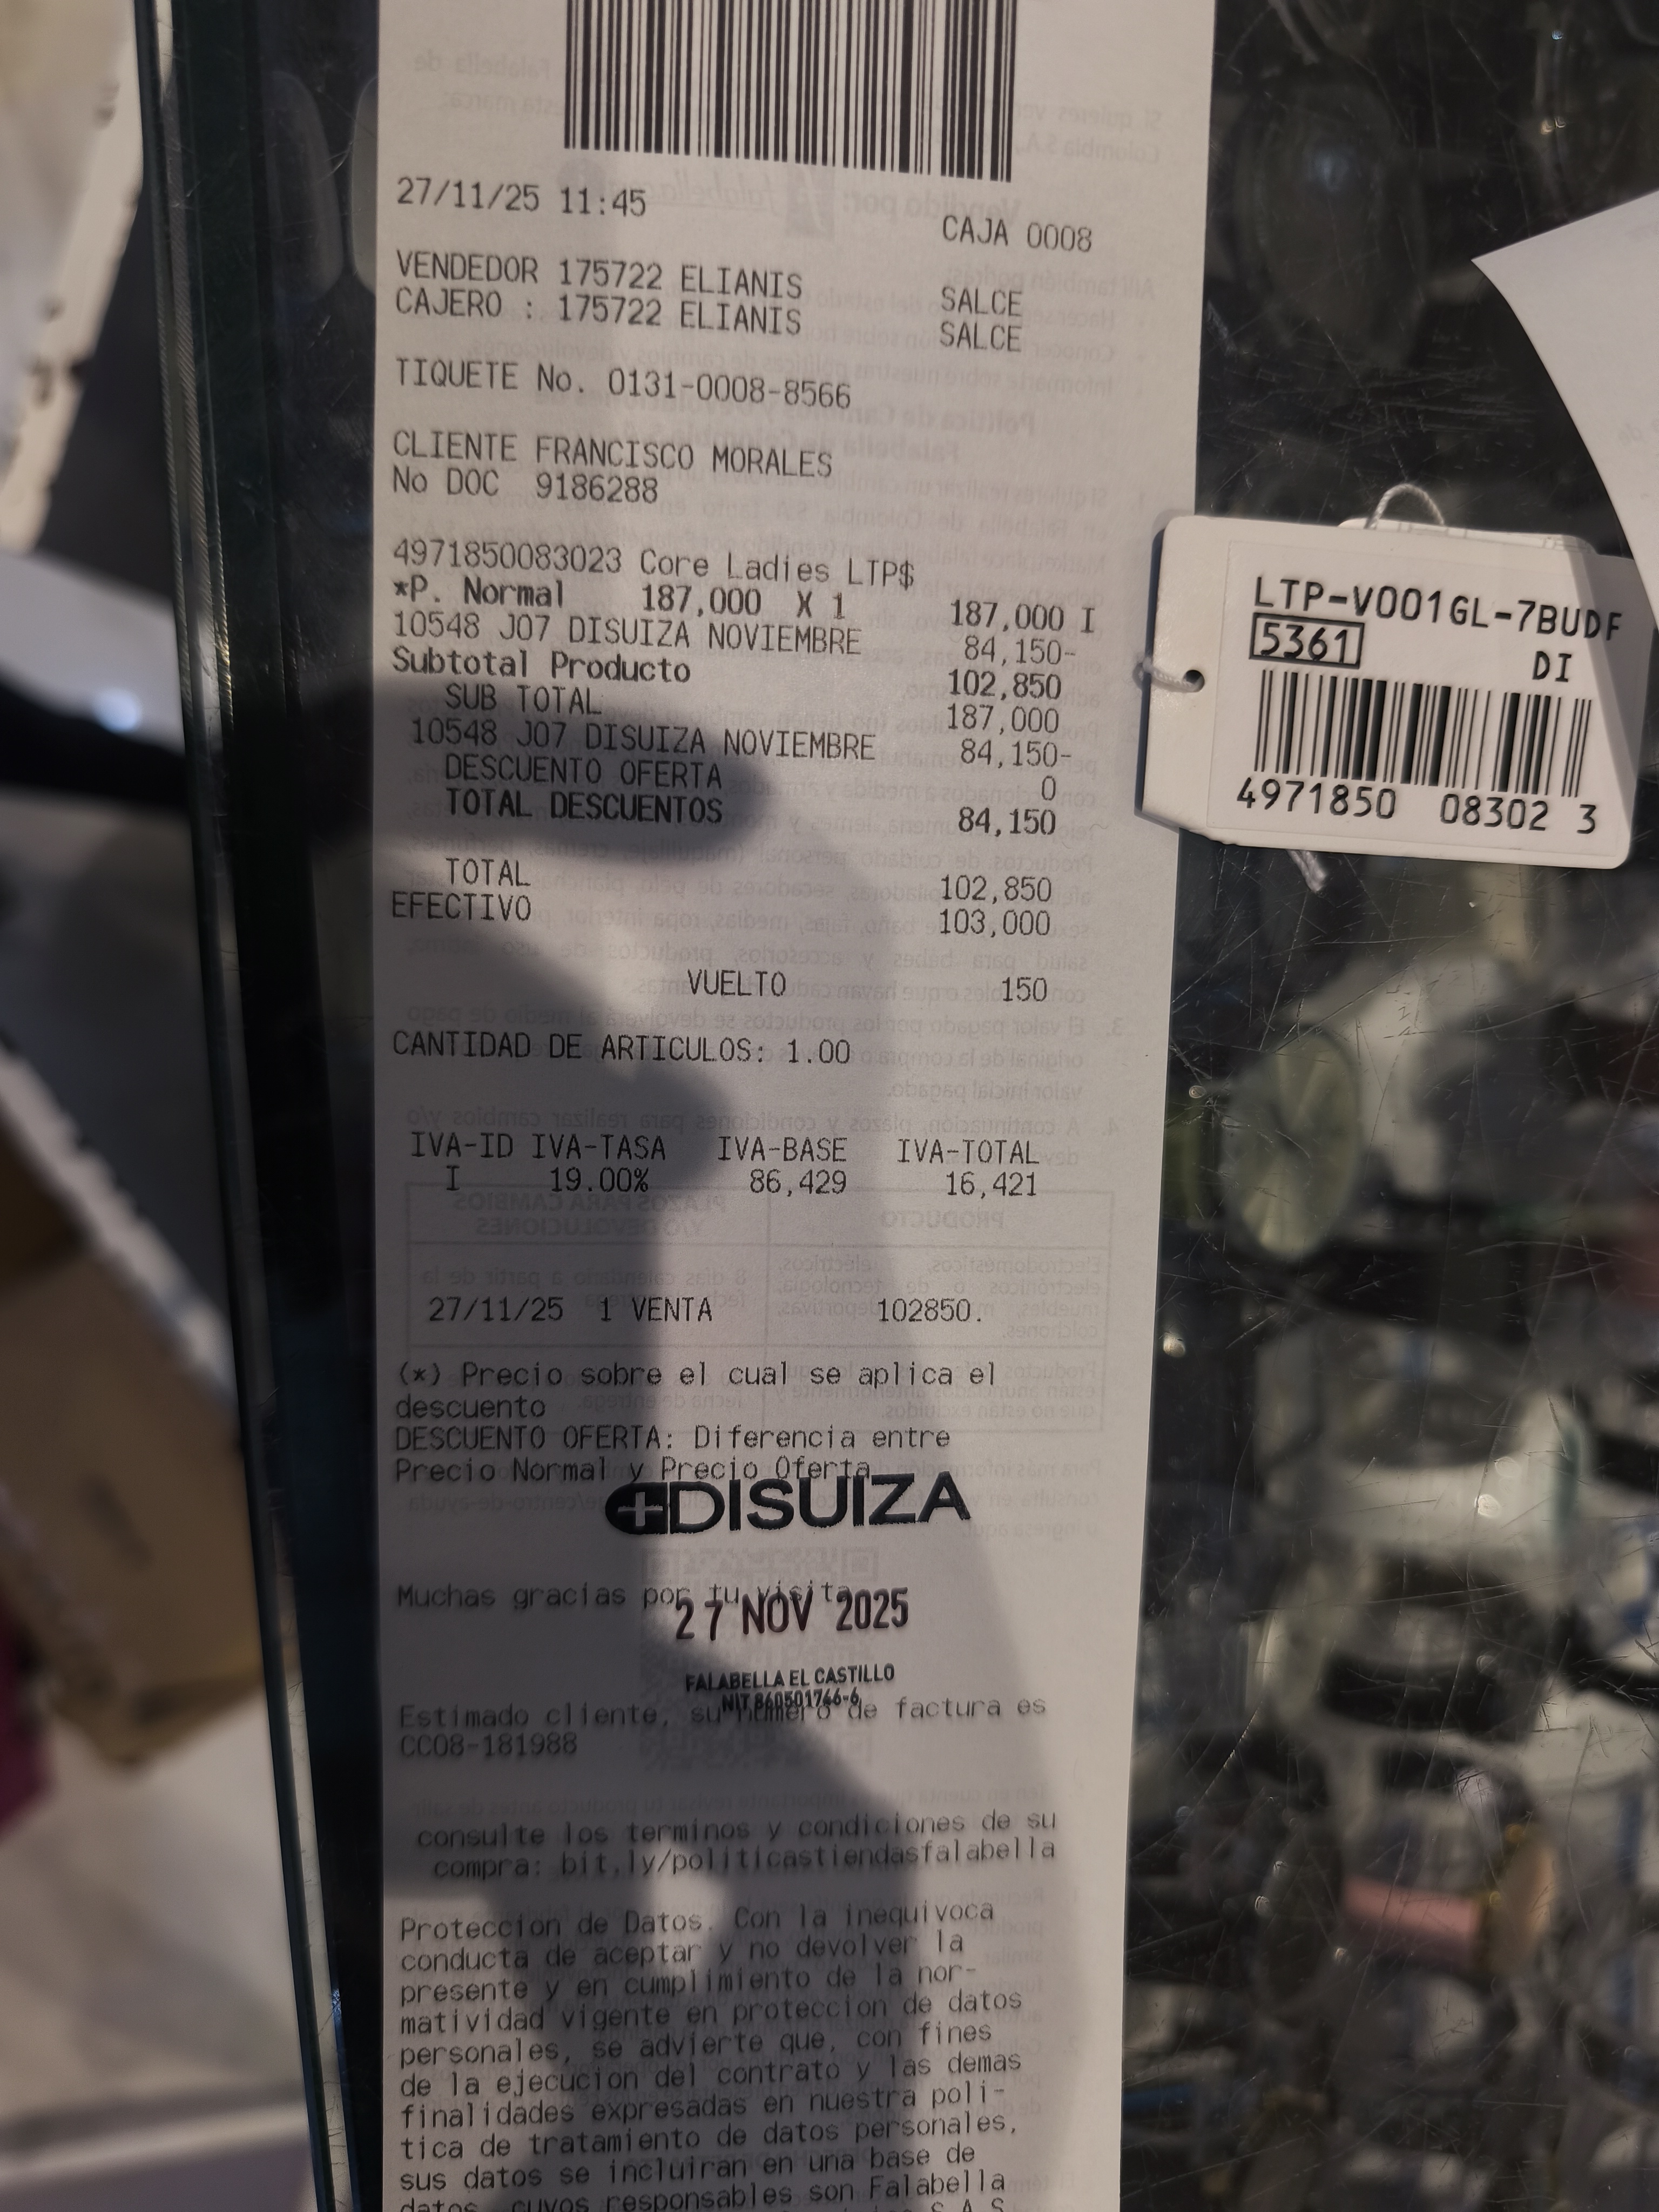 27/11/25 11:45
CAJA 0008
VENDEDOR 175722 ELIANIS SALCE
CAJERO : 175722 ELIANIS SALCE
TIQUETE No. 0131-0008-8566
CLIENTE FRANCISCO MORALES
No DOC 9186288
4971850083023 Core Ladies LTP$
*P. Normal 187,000 X 1 187,000 I
10548 J07 DISUIZA NOVIEMBRE 84,150-
Subtotal Producto 102,850
SUB TOTAL 187,000
10548 J07 DISUIZA NOVIEMBRE 84,150-
DESCUENTO OFERTA 0
TOTAL DESCUENTOS 84,150
TOTAL 102,850
EFECTIVO 103,000
VUELTO 150
CANTIDAD DE ARTICULOS: 1.00
IVA-ID IVA-TASA IVA-BASE IVA-TOTAL
I 19.00% 86,429 16,421
27/11/25 1 VENTA 102850.
(*) Precio sobre el cual se aplica el
descuento
DESCUENTO OFERTA: Diferencia entre
Precio Normal y Precio Oferta
DISUIZA
Muchas gracias por tu visita
27 NOV 2025
FALABELLA EL CASTILLO
NIT 860501766-6
Estimado cliente, su numero de factura es
CC08-181988
consulte los terminos y condiciones de su
compra: bit.ly/politicastiendasfalabella
Proteccion de Datos. Con la inequivoca
conducta de aceptar y no devolver la
presente y en cumplimiento de la nor-
matividad vigente en proteccion de datos
personales, se advierte que, con fines
de la ejecucion del contrato y las demas
finalidades expresadas en nuestra poli-
tica de tratamiento de datos personales,
sus datos se incluiran en una base de
datos, cuyos responsables son Falabella
LTP-V001GL-7BUDF
5361
DI
4971850 08302 3